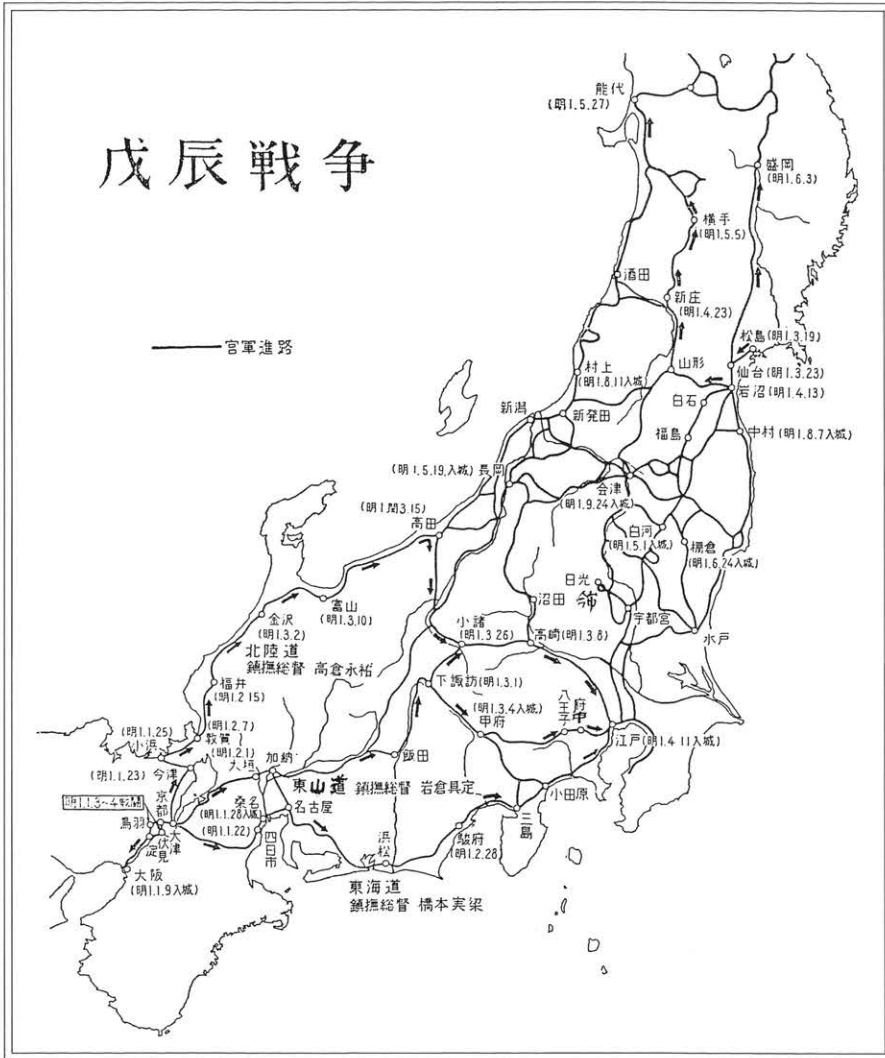 戊辰戦争
官軍進路
能代
(明1.5.27)
盛岡
(明1.6.3)
横手
(明1.5.5)
酒田
新庄
(明1.4.23)
松島(明1.3.19)
仙台(明1.3.23)
岩沼(明1.4.13)
村上
(明1.8.11入城)
山形
白石
新潟
新発田
福島
中村(明1.8.7入城)
(明1.5.19入城)長岡
会津
(明1.9.24入城)
(明1.閏3.15)
高田
白河
(明1.5.1入城)
棚倉
(明1.6.24入城)
日光
今市
沼田
宇都宮
水戸
富山
(明1.3.10)
金沢
(明1.3.2)
小諸
(明1.3.26)
高崎(明1.3.8)
北陸道
鎮撫総督 高倉永祜
福井
(明1.2.15)
下諏訪(明1.3.1)
(明1.3.4入城)
甲府
八王子
府中
江戸(明1.4.11入城)
(明1.1.25)
小浜
(明1.2.7)
敦賀~
(明1.2.1)
(明1.1.23)
今津
大垣
加納
飯田
東山道 鎮撫総督 岩倉具定
小田原
桑名
(明1.1.28入城)
名古屋
明1.1.3~4戦闘
京都
鳥羽
伏見
淀
大津
(明1.1.22)
四日市
三島
駿府
(明1.2.28)
浜松
大阪
(明1.1.9入城)
東海道
鎮撫総督 橋本実梁